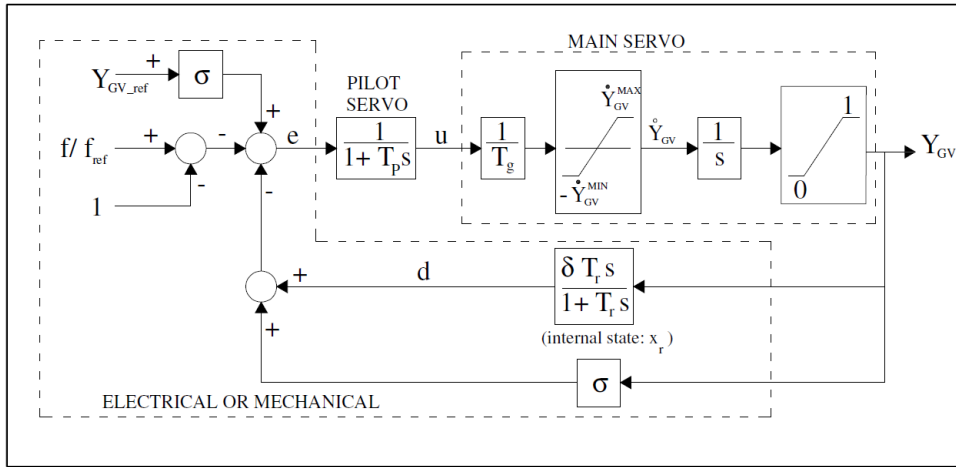 MAIN SERVO
Y_GV_ref + σ
+
PILOT SERVO
Ẏ_GV^MAX
1
f/ f_ref + - e
1 / 1+ T_P s
u
1 / T_g
Y̊_GV
1 / s
Y_GV
-
-
- Ẏ_GV^MIN
0
1
d
δ T_r s / 1+ T_r s
+
+
(internal state: x_r)
σ
ELECTRICAL OR MECHANICAL